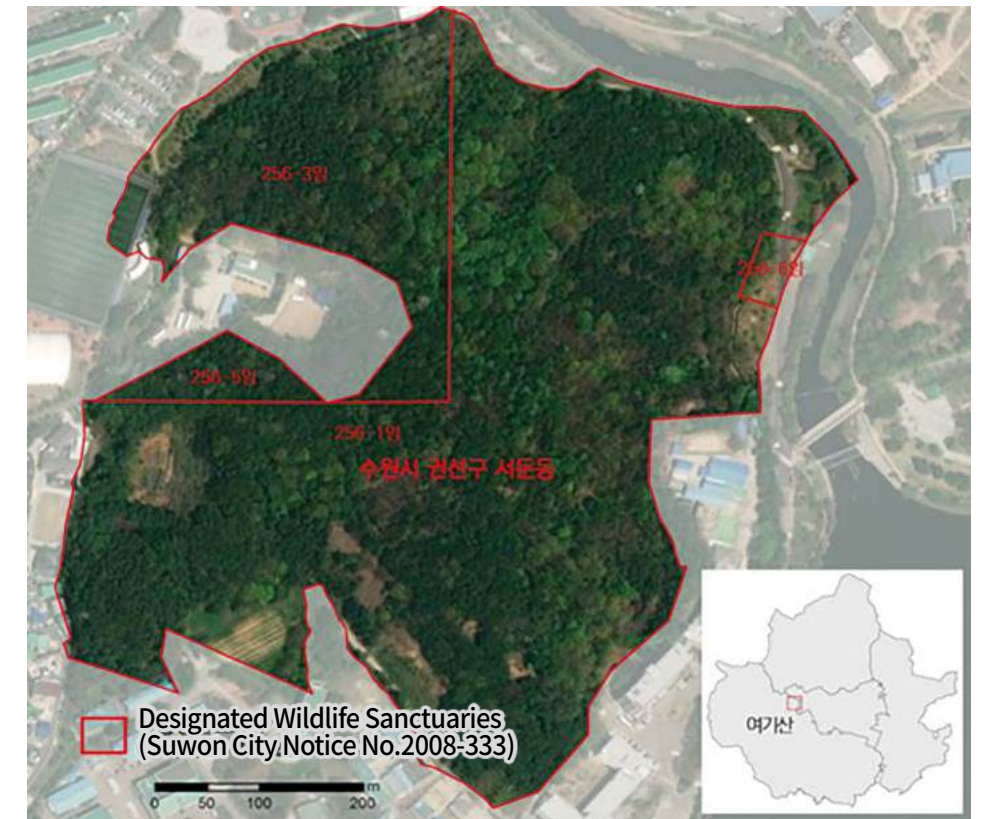 256-3임
256-6임
256-5임
256-1임
수원시 권선구 서둔동
여기산
Designated Wildlife Sanctuaries
(Suwon City Notice No.2008-333)
0 50 100 200 m